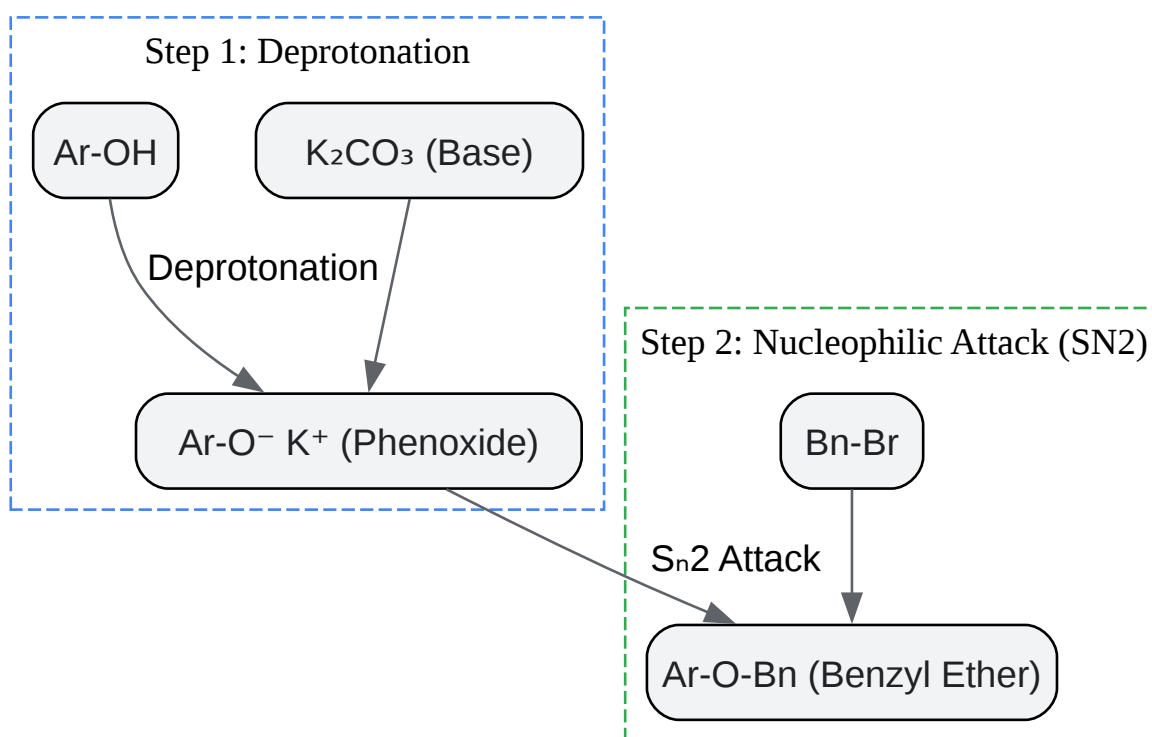 Step 1: Deprotonation
Ar-OH
K₂CO₃ (Base)
Deprotonation
Ar-O⁻ K⁺ (Phenoxide)
Step 2: Nucleophilic Attack (SN2)
Bn-Br
Sₙ2 Attack
Ar-O-Bn (Benzyl Ether)